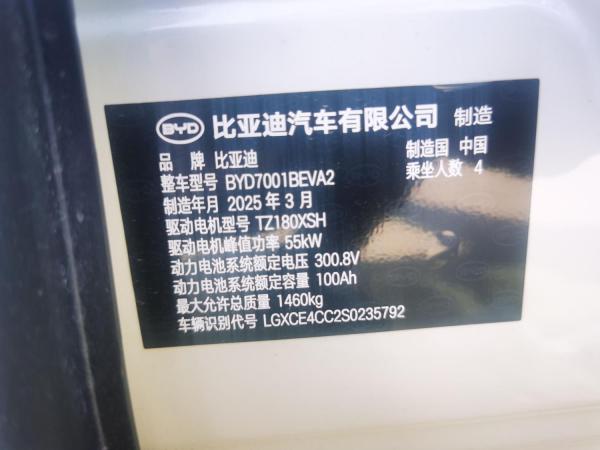 BYD 比亚迪汽车有限公司 制造
品 牌 比亚迪
制造国 中国
整车型号 BYD7001BEVA2
乘坐人数 4
制造年月 2025 年 3 月
驱动电机型号 TZ180XSH
驱动电机峰值功率 55kW
动力电池系统额定电压 300.8V
动力电池系统额定容量 100Ah
最大允许总质量 1460kg
车辆识别代号 LGXCE4CC2S0235792